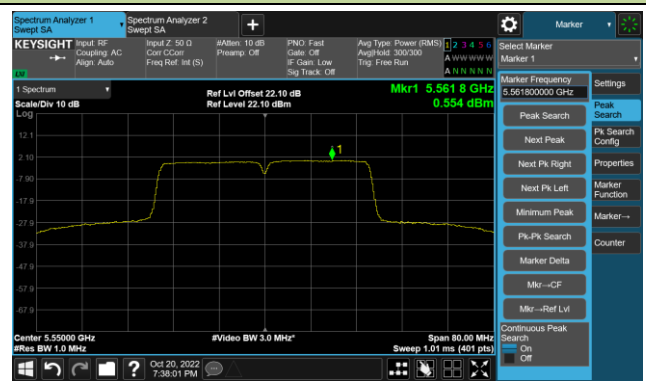 Spectrum Analyzer 1
Swept SA
Spectrum Analyzer 2
Swept SA
+
Marker
KEYSIGHT
Input: RF
Coupling: AC
Align: Auto
Input Z: 50 Ω
Corr CCorr
Freq Ref: Int (S)
#Atten: 10 dB
Preamp: Off
PNO: Fast
Gate: Off
IF Gain: Low
Sig Track: Off
Avg Type: Power (RMS)
Avg|Hold: 300/300
Trig: Free Run
1 2 3 4 5 6
A W W W W W
A N N N N N
Select Marker
Marker 1
1 Spectrum
Scale/Div 10 dB
Log
Ref Lvl Offset 22.10 dB
Ref Level 22.10 dBm
Mkr1 5.561 8 GHz
0.554 dBm
12.1
2.10
-7.90
-17.9
-27.9
-37.9
-47.9
-57.9
-67.9
1
Center 5.55000 GHz
#Res BW 1.0 MHz
#Video BW 3.0 MHz*
Span 80.00 MHz
Sweep 1.01 ms (401 pts)
Marker Frequency
5.561800000 GHz
Peak Search
Next Peak
Next Pk Right
Next Pk Left
Minimum Peak
Pk-Pk Search
Marker Delta
Mkr→CF
Mkr→Ref Lvl
Continuous Peak
Search
On
Off
Settings
Peak
Search
Pk Search
Config
Properties
Marker
Function
Marker→
Counter
?
Oct 20, 2022
7:38:01 PM